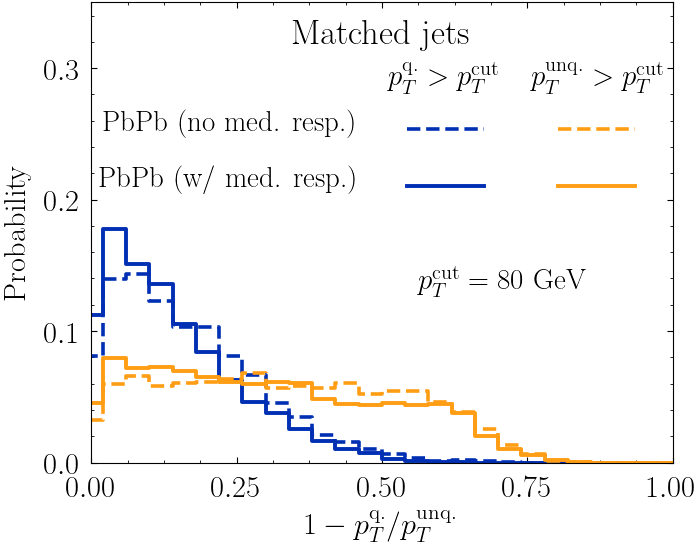 Matched jets
p_T^{q.} > p_T^{cut} p_T^{unq.} > p_T^{cut}
PbPb (no med. resp.)
PbPb (w/ med. resp.)
p_T^{cut} = 80 GeV
Probability
0.3
0.2
0.1
0.0
0.00 0.25 0.50 0.75 1.00
1 − p_T^{q.}/p_T^{unq.}